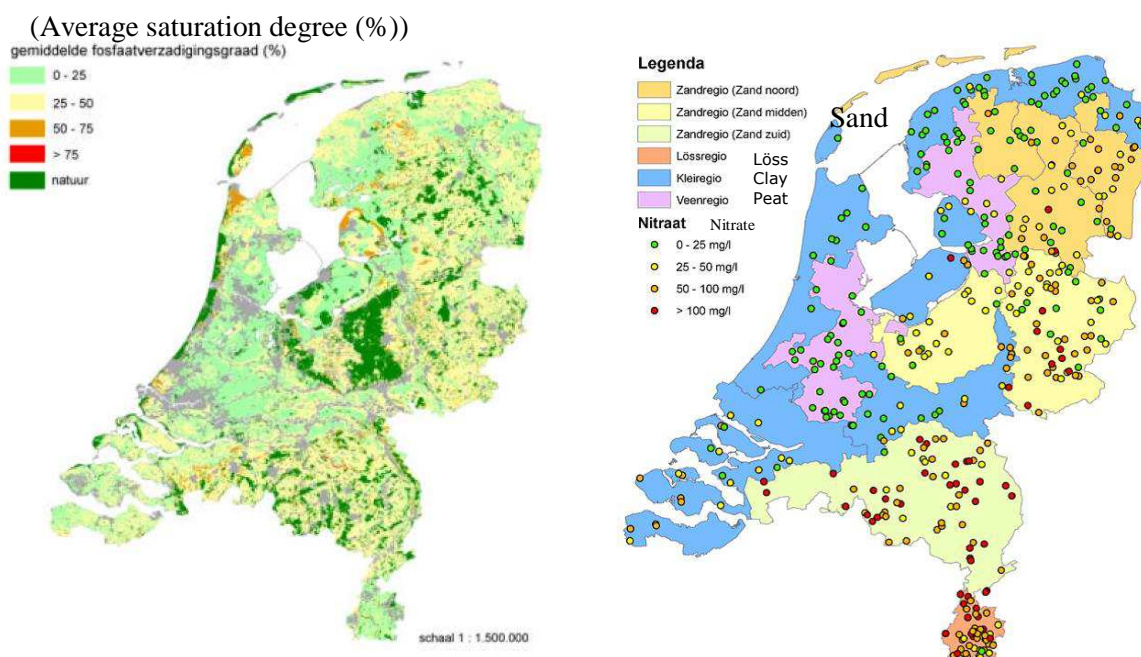 (Average saturation degree (%))
gemiddelde fosfaatverzadigingsgraad (%)
0 - 25
25 - 50
50 - 75
> 75
natuur
schaal 1 : 1.500.000
Legenda
Zandregio (Zand noord)
Zandregio (Zand midden)
Sand
Zandregio (Zand zuid)
Lössregio
Löss
Kleiregio
Clay
Veenregio
Peat
Nitraat
Nitrate
0 - 25 mg/l
25 - 50 mg/l
50 - 100 mg/l
> 100 mg/l